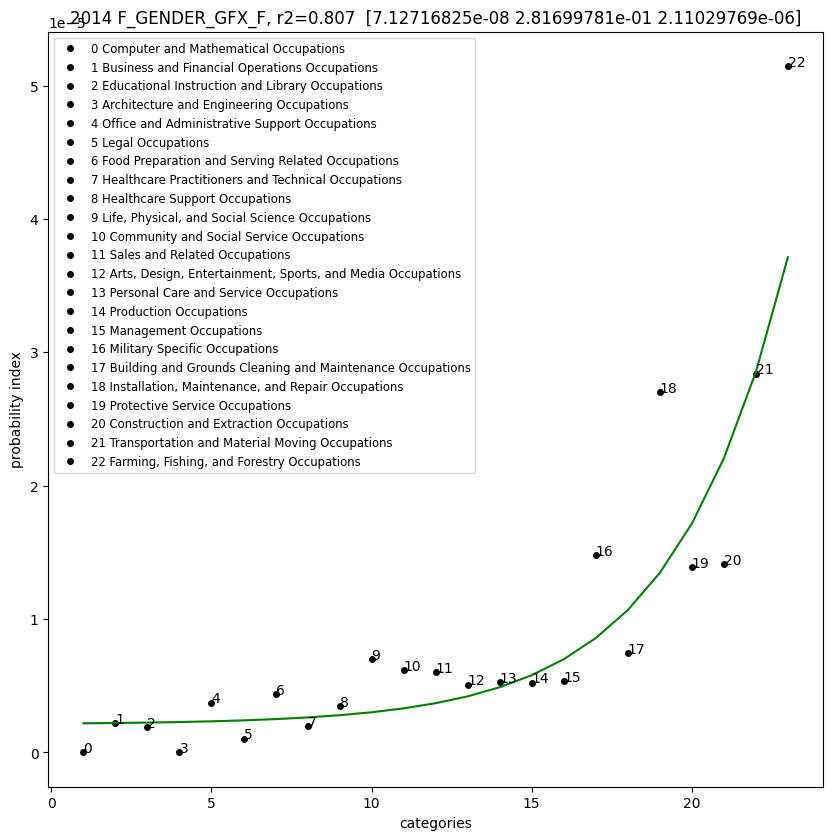 2014 F_GENDER_GFX_F, r2=0.807 [7.12716825e-08 2.81699781e-01 2.11029769e-06]
1e−5
0 Computer and Mathematical Occupations
1 Business and Financial Operations Occupations
2 Educational Instruction and Library Occupations
3 Architecture and Engineering Occupations
4 Office and Administrative Support Occupations
5 Legal Occupations
6 Food Preparation and Serving Related Occupations
7 Healthcare Practitioners and Technical Occupations
8 Healthcare Support Occupations
9 Life, Physical, and Social Science Occupations
10 Community and Social Service Occupations
11 Sales and Related Occupations
12 Arts, Design, Entertainment, Sports, and Media Occupations
13 Personal Care and Service Occupations
14 Production Occupations
15 Management Occupations
16 Military Specific Occupations
17 Building and Grounds Cleaning and Maintenance Occupations
18 Installation, Maintenance, and Repair Occupations
19 Protective Service Occupations
20 Construction and Extraction Occupations
21 Transportation and Material Moving Occupations
22 Farming, Fishing, and Forestry Occupations
probability index
5
4
3
2
1
0
0
1
2
3
4
5
6
7
8
9
10
11
12
13
14
15
16
17
18
19
20
21
22
0 5 10 15 20
categories